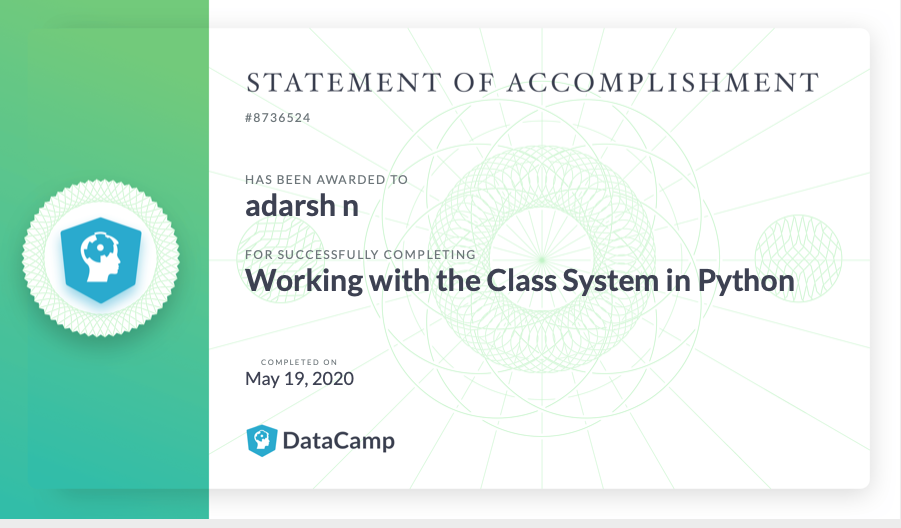 STATEMENT OF ACCOMPLISHMENT
#8736524
HAS BEEN AWARDED TO
adarsh n
FOR SUCCESSFULLY COMPLETING
Working with the Class System in Python
COMPLETED ON
May 19, 2020
DataCamp